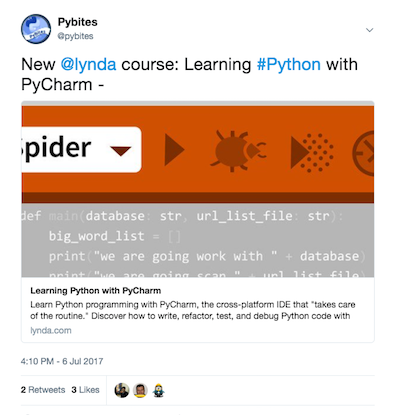 Pybites
@pybites
New @lynda course: Learning #Python with
PyCharm -
spider
def main(database: str, url_list_file: str):
big_word_list = []
print("we are going work with " + database)
print("we are going scan " + url_list_file)
Learning Python with PyCharm
Learn Python programming with PyCharm, the cross-platform IDE that "takes care
of the routine." Discover how to write, refactor, test, and debug Python code with
lynda.com
4:10 PM - 6 Jul 2017
2 Retweets 3 Likes